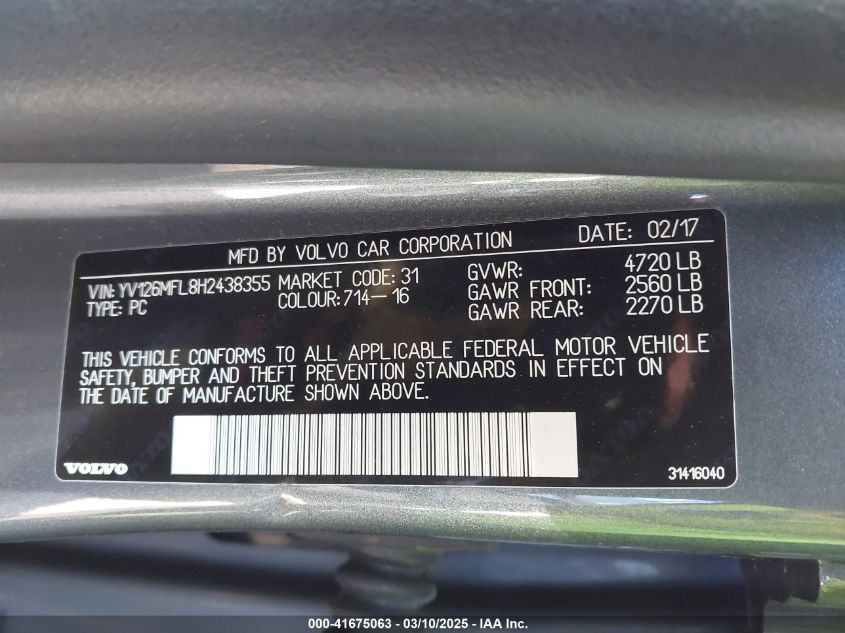 MFD BY VOLVO CAR CORPORATION DATE: 02/17
VIN: YV126MFL8H2438355 MARKET CODE: 31 GVWR: 4720 LB
TYPE: PC COLOUR: 714-16 GAWR FRONT: 2560 LB
GAWR REAR: 2270 LB
THIS VEHICLE CONFORMS TO ALL APPLICABLE FEDERAL MOTOR VEHICLE
SAFETY, BUMPER AND THEFT PREVENTION STANDARDS IN EFFECT ON
THE DATE OF MANUFACTURE SHOWN ABOVE.
VOLVO 31416040
000-41675063 - 03/10/2025 - IAA Inc.